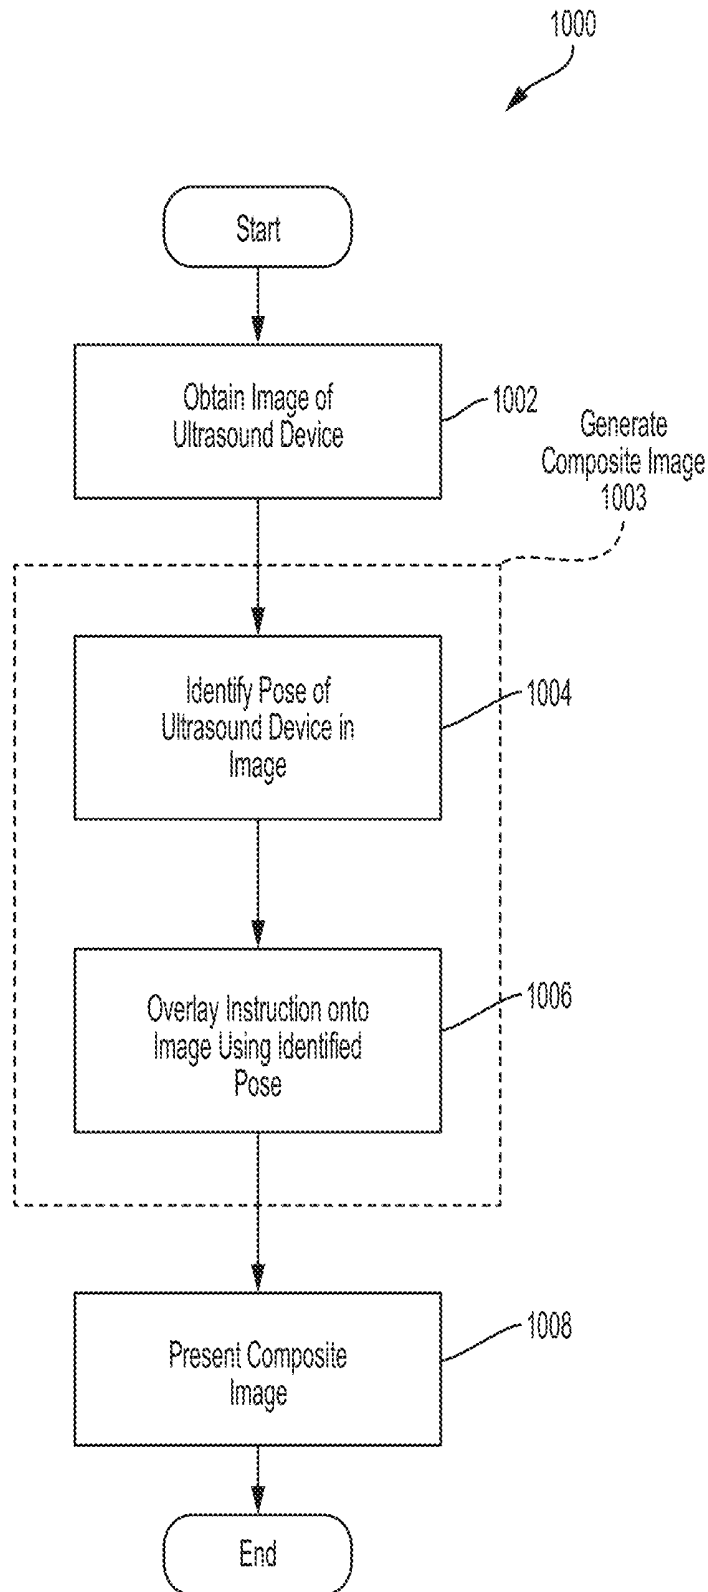 1000
Start
Obtain Image of
Ultrasound Device
1002
Generate
Composite Image
1003
Identify Pose of
Ultrasound Device in
Image
1004
Overlay Instruction onto
Image Using Identified
Pose
1006
Present Composite
Image
1008
End